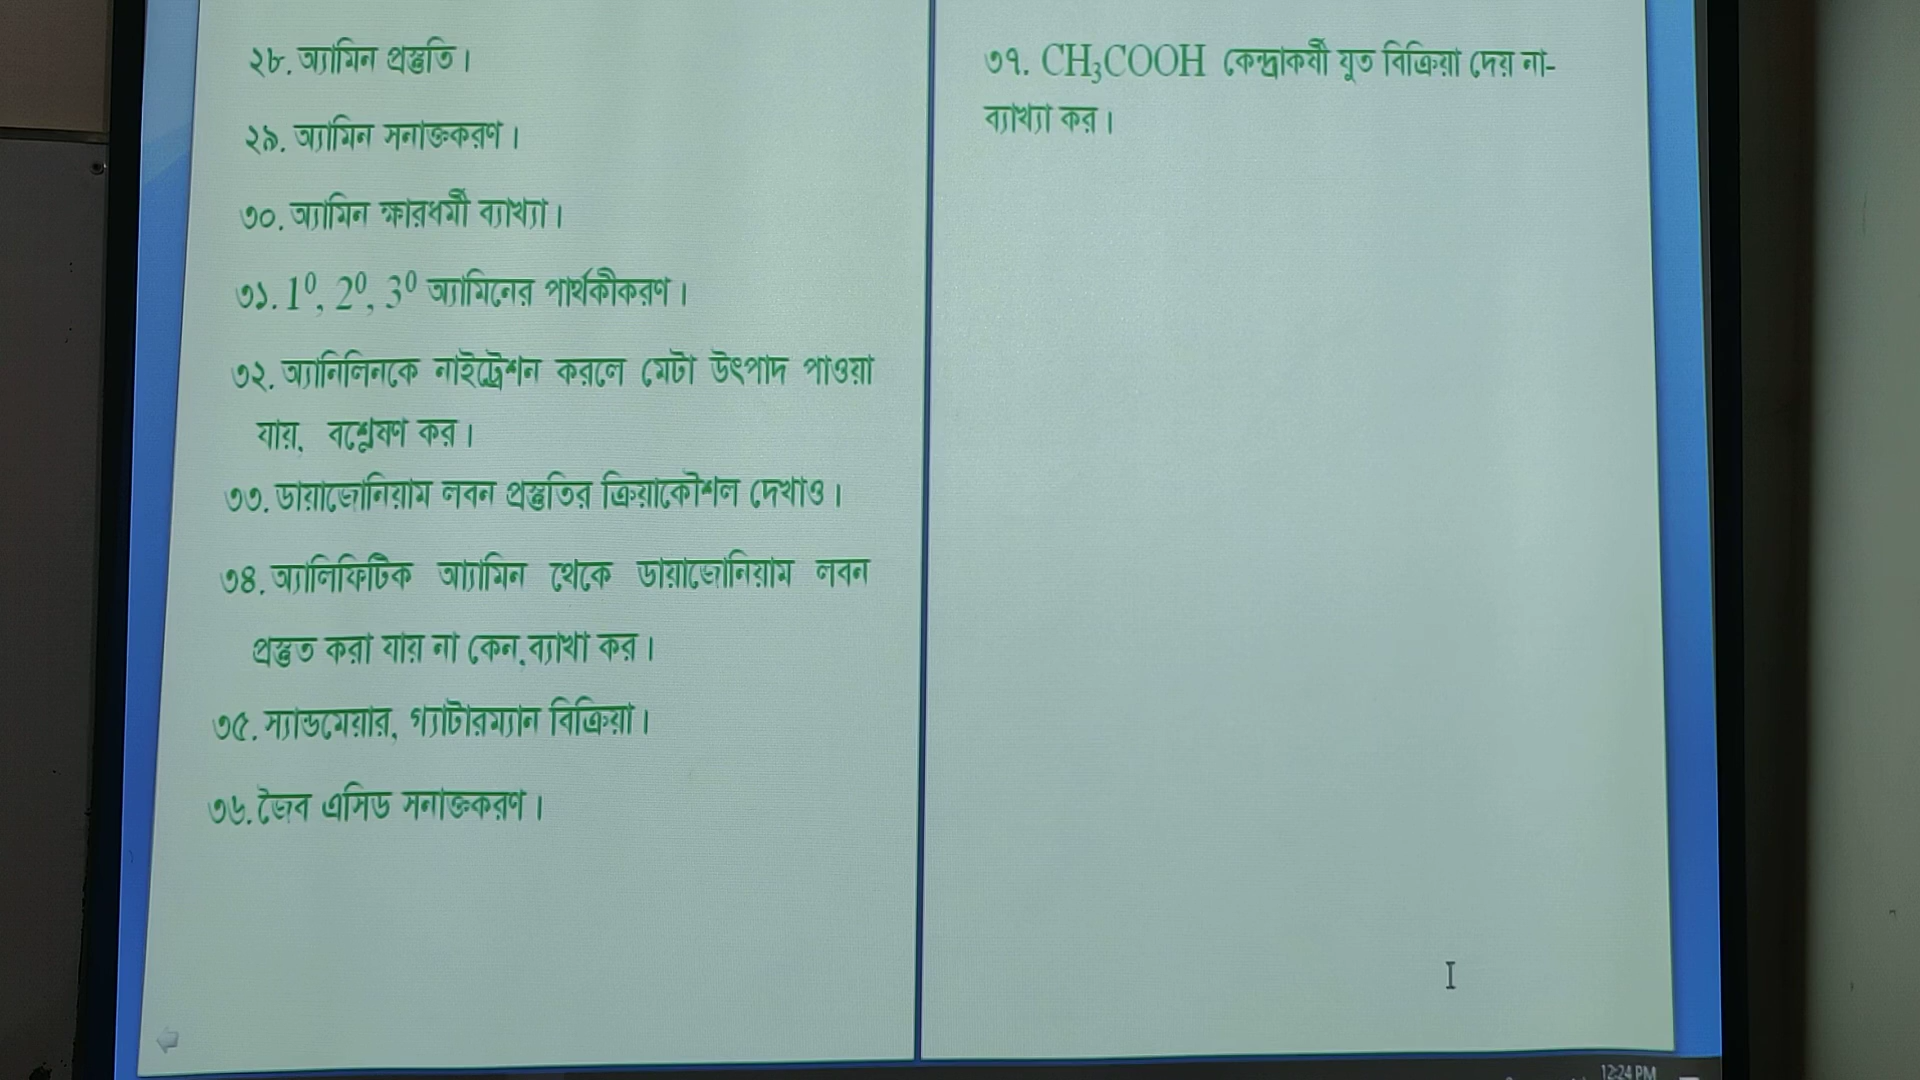 ২৮. অ্যামিন প্রস্তুতি।
২৯. অ্যামিন সনাক্তকরণ।
৩০. অ্যামিন ক্ষারধর্মী ব্যাখ্যা।
৩১. 1⁰, 2⁰, 3⁰ অ্যামিনের পার্থকীকরণ।
৩২. অ্যানিলিনকে নাইট্রেশন করলে মেটা উৎপাদ পাওয়া
যায়, বশ্লেষণ কর।
৩৩. ডায়াজোনিয়াম লবন প্রস্তুতির ক্রিয়াকৌশল দেখাও।
৩৪. অ্যালিফিটিক অ্যামিন থেকে ডায়াজোনিয়াম লবন
প্রস্তুত করা যায় না কেন,ব্যাখা কর।
৩৫. স্যান্ডমেয়ার, গ্যাটারম্যান বিক্রিয়া।
৩৬. জৈব এসিড সনাক্তকরণ।
৩৭. CH₃COOH কেন্দ্রাকর্ষী যুত বিক্রিয়া দেয় না-
ব্যাখ্যা কর।
12:24 PM